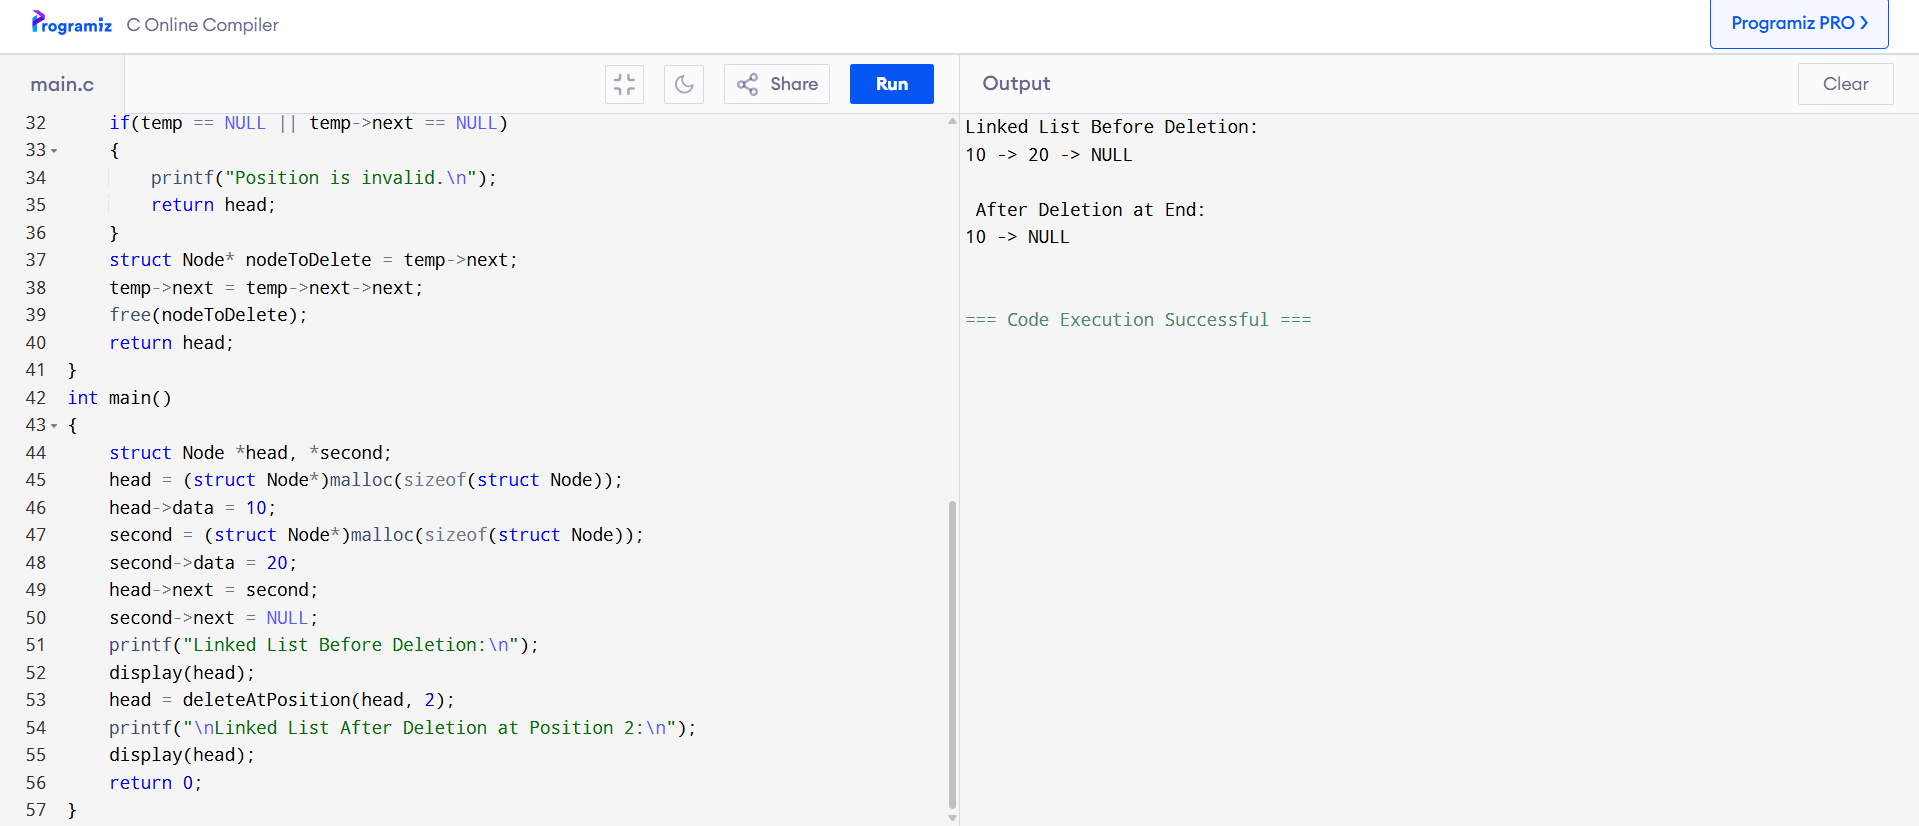 Programiz C Online Compiler
Programiz PRO >
main.c
Share
Run
Output
Clear
32 if(temp == NULL || temp->next == NULL)
33 {
34 printf("Position is invalid.\n");
35 return head;
36 }
37 struct Node* nodeToDelete = temp->next;
38 temp->next = temp->next->next;
39 free(nodeToDelete);
40 return head;
41 }
42 int main()
43 {
44 struct Node *head, *second;
45 head = (struct Node*)malloc(sizeof(struct Node));
46 head->data = 10;
47 second = (struct Node*)malloc(sizeof(struct Node));
48 second->data = 20;
49 head->next = second;
50 second->next = NULL;
51 printf("Linked List Before Deletion:\n");
52 display(head);
53 head = deleteAtPosition(head, 2);
54 printf("\nLinked List After Deletion at Position 2:\n");
55 display(head);
56 return 0;
57 }
Linked List Before Deletion:
10 -> 20 -> NULL
After Deletion at End:
10 -> NULL
=== Code Execution Successful ===